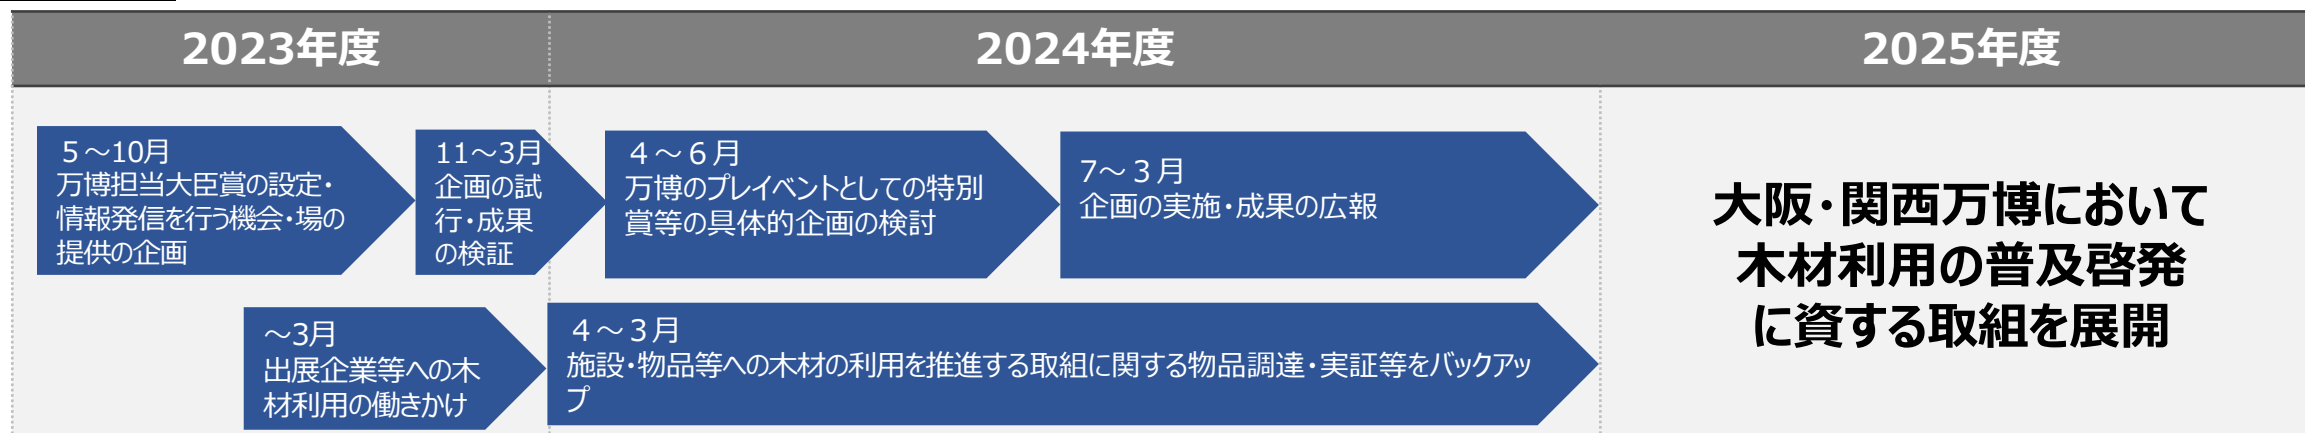 2023年度
2024年度
2025年度
５～10月
万博担当大臣賞の設定・
情報発信を行う機会・場の
提供の企画
11～3月
企画の試
行・成果
の検証
４～６月
万博のプレイベントとしての特別
賞等の具体的企画の検討
7～３月
企画の実施・成果の広報
～3月
出展企業等への木
材利用の働きかけ
４～３月
施設・物品等への木材の利用を推進する取組に関する物品調達・実証等をバックアッ
プ
大阪・関西万博において
木材利用の普及啓発
に資する取組を展開